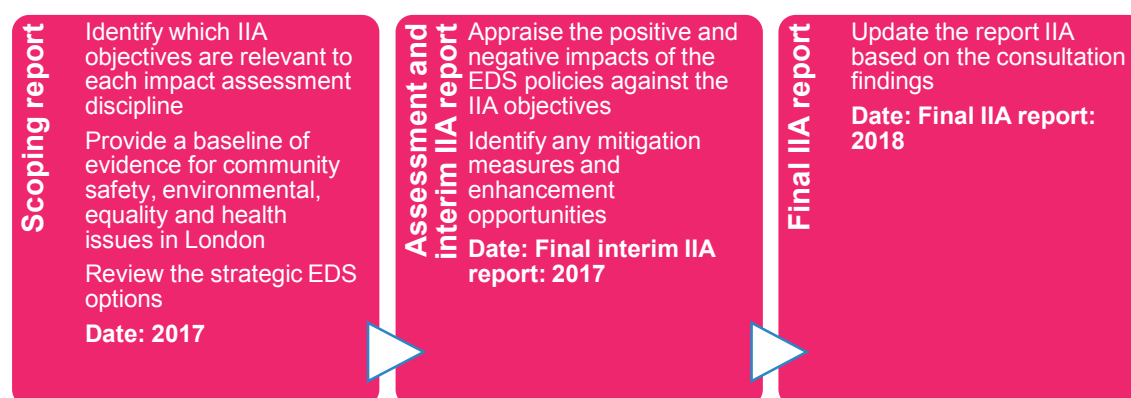 Scoping report
Identify which IIA
objectives are relevant to
each impact assessment
discipline
Provide a baseline of
evidence for community
safety, environmental,
equality and health
issues in London
Review the strategic EDS
options
Date: 2017
Assessment and
interim IIA report
Appraise the positive and
negative impacts of the
EDS policies against the
IIA objectives
Identify any mitigation
measures and
enhancement
opportunities
Date: Final interim IIA
report: 2017
Final IIA report
Update the report IIA
based on the consultation
findings
Date: Final IIA report:
2018